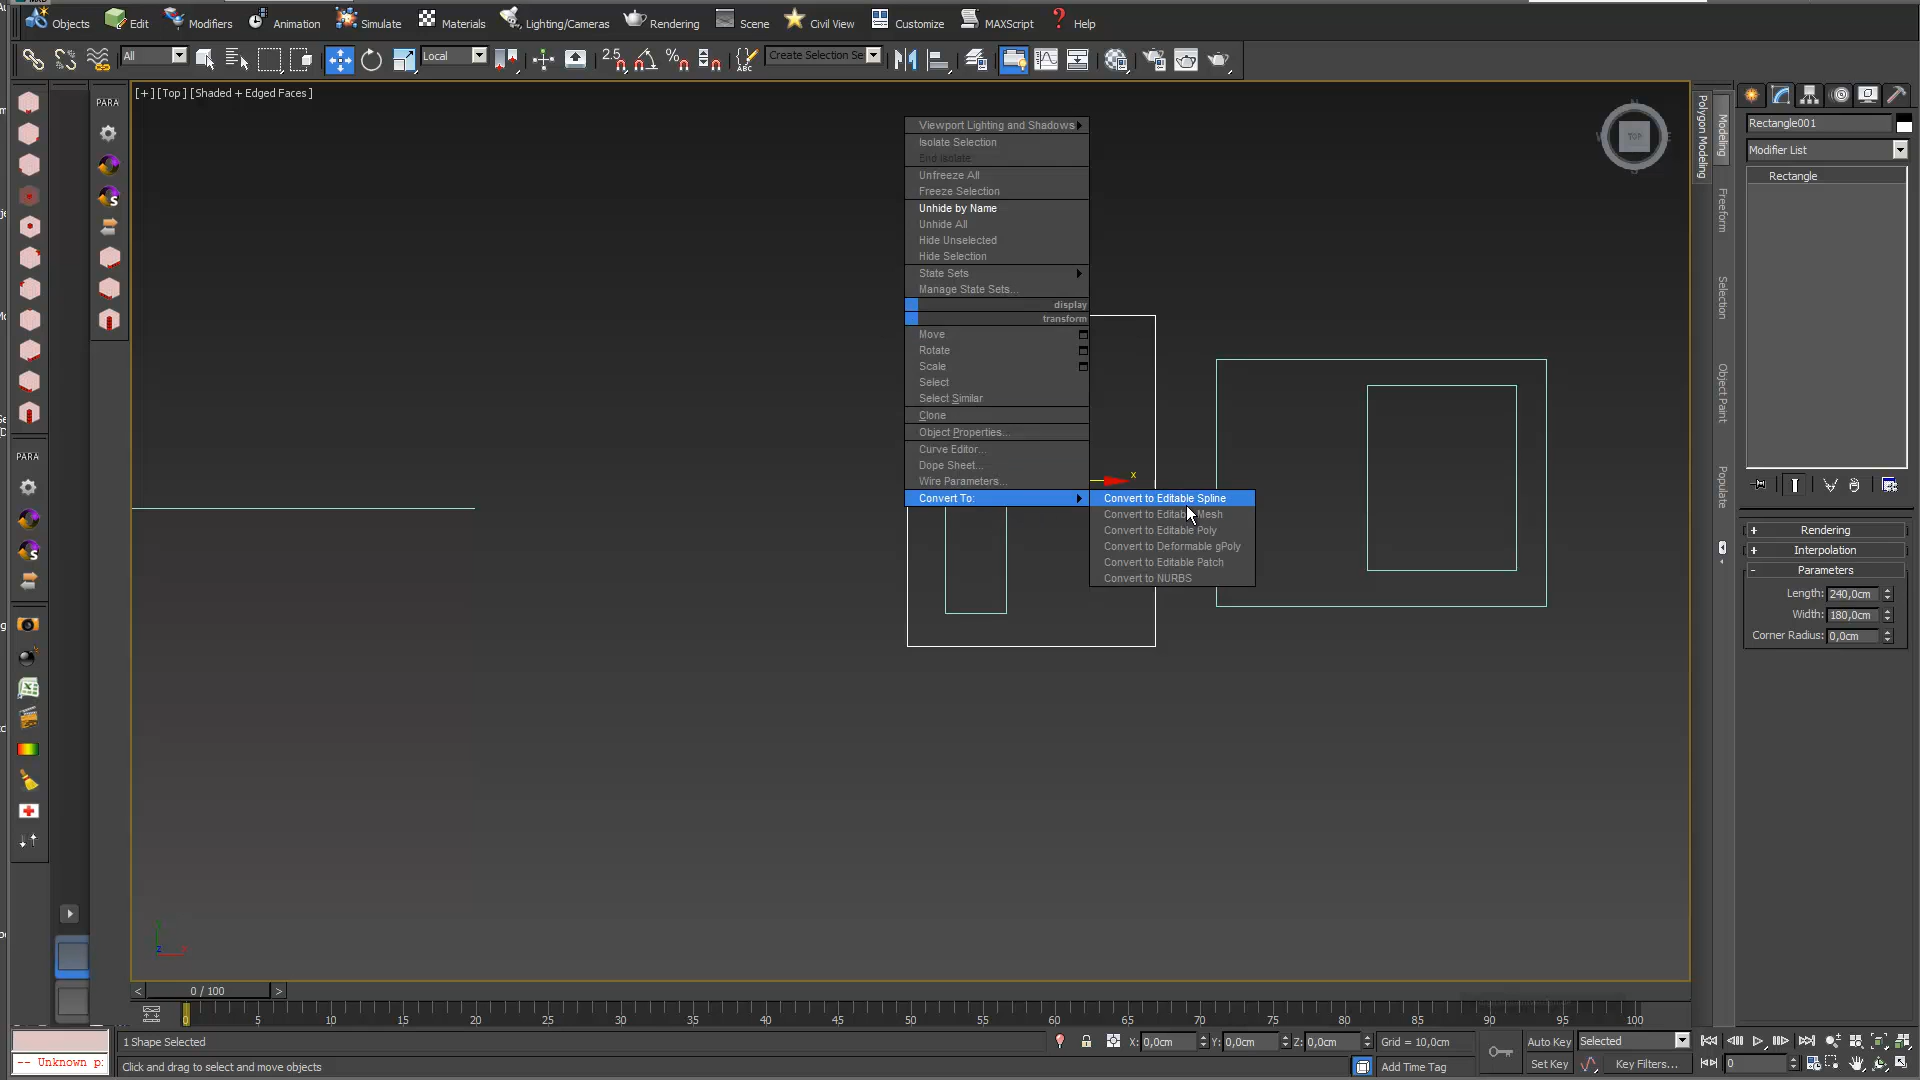 Objects Edit Modifiers Animation Simulate Materials Lighting/Cameras Rendering Scene Civil View Customize MAXScript Help
All Local 2.5 Create Selection Se
[+] [Top ] [Shaded + Edged Faces ]
PARA
PARA
Viewport Lighting and Shadows
Isolate Selection
End Isolate
Unfreeze All
Freeze Selection
Unhide by Name
Unhide All
Hide Unselected
Hide Selection
State Sets
Manage State Sets...
display
transform
Move
Rotate
Scale
Select
Select Similar
Clone
Object Properties...
Curve Editor...
Dope Sheet...
Wire Parameters...
Convert To:
Convert to Editable Spline
Convert to Editable Mesh
Convert to Editable Poly
Convert to Deformable gPoly
Convert to Editable Patch
Convert to NURBS
x
TOP
Polygon Modeling
Modeling
Freeform
Selection
Object Paint
Populate
Rectangle001
Modifier List
Rectangle
+ Rendering
+ Interpolation
- Parameters
Length: 240,0cm
Width: 180,0cm
Corner Radius: 0,0cm
< 0 / 100 >
0 5 10 15 20 25 30 35 40 45 50 55 60 65 70 75 80 85 90 95 100
1 Shape Selected X: 0,0cm Y: 0,0cm Z: 0,0cm Grid = 10,0cm Auto Key Selected
-- Unknown p: Click and drag to select and move objects Add Time Tag Set Key Key Filters... 0